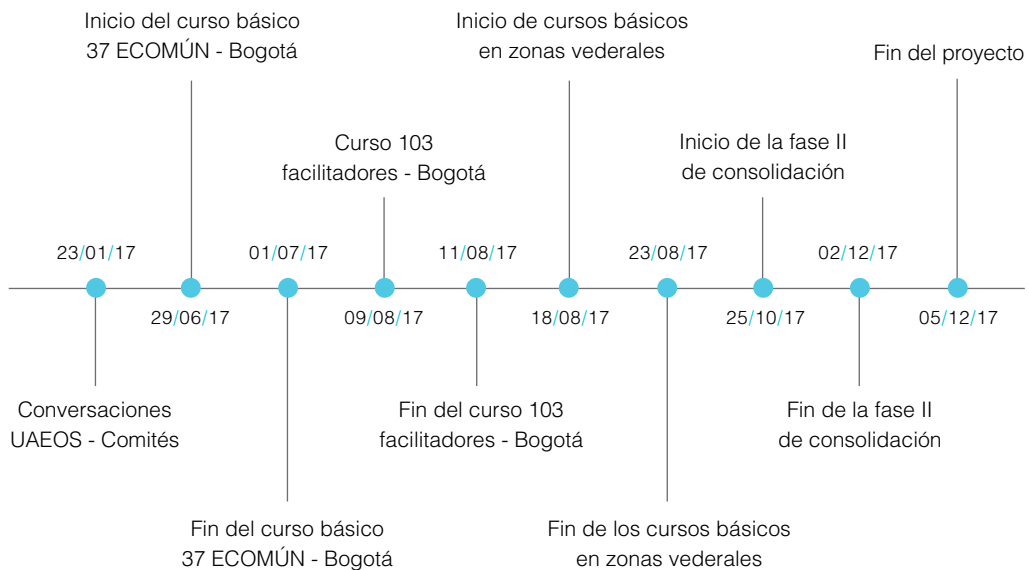 Inicio del curso básico
37 ECOMÚN - Bogotá
Inicio de cursos básicos
en zonas vederales
Fin del proyecto
Curso 103
facilitadores - Bogotá
Inicio de la fase II
de consolidación
23/01/17
01/07/17
11/08/17
23/08/17
02/12/17
29/06/17
09/08/17
18/08/17
25/10/17
05/12/17
Conversaciones
UAEOS - Comités
Fin del curso 103
facilitadores - Bogotá
Fin de la fase II
de consolidación
Fin del curso básico
37 ECOMÚN - Bogotá
Fin de los cursos básicos
en zonas vederales